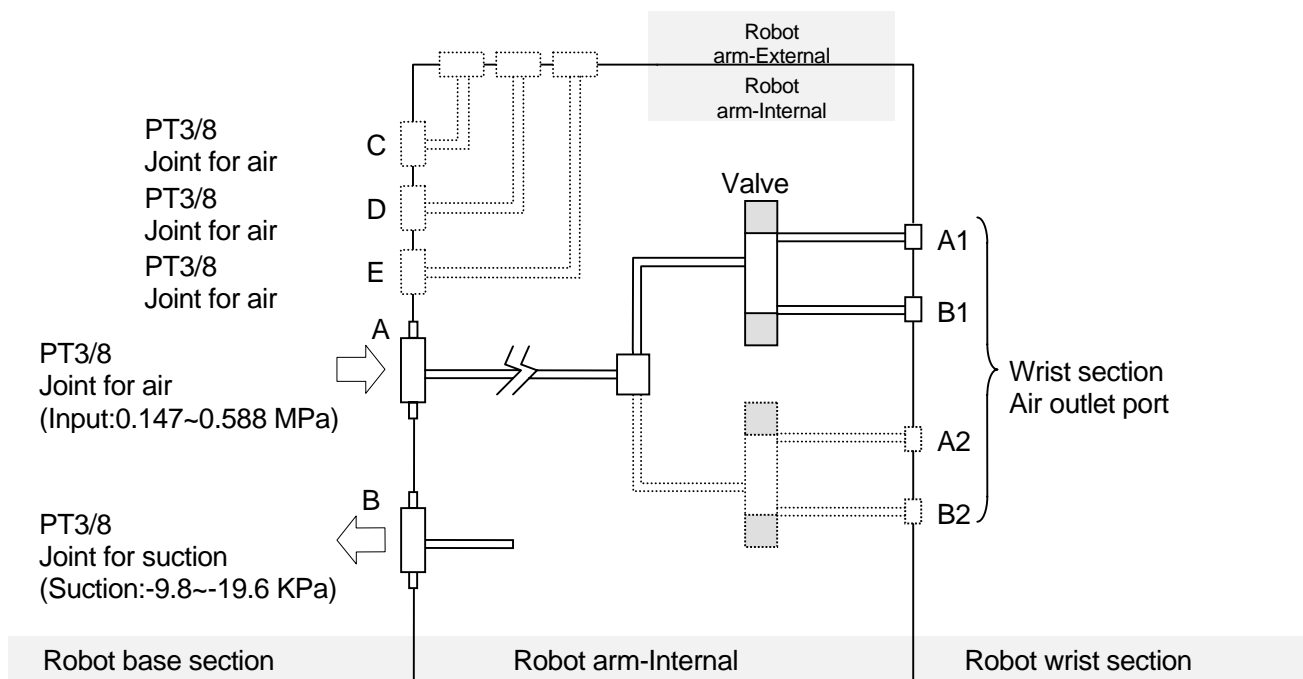 Robot
arm-External
Robot
arm-Internal
PT3/8
Joint for air
C
PT3/8
Joint for air
D
PT3/8
Joint for air
E
Valve
A1
B1
A
PT3/8
Joint for air
(Input:0.147~0.588 MPa)
Wrist section
Air outlet port
A2
B2
B
PT3/8
Joint for suction
(Suction:-9.8~-19.6 KPa)
Robot base section
Robot arm-Internal
Robot wrist section